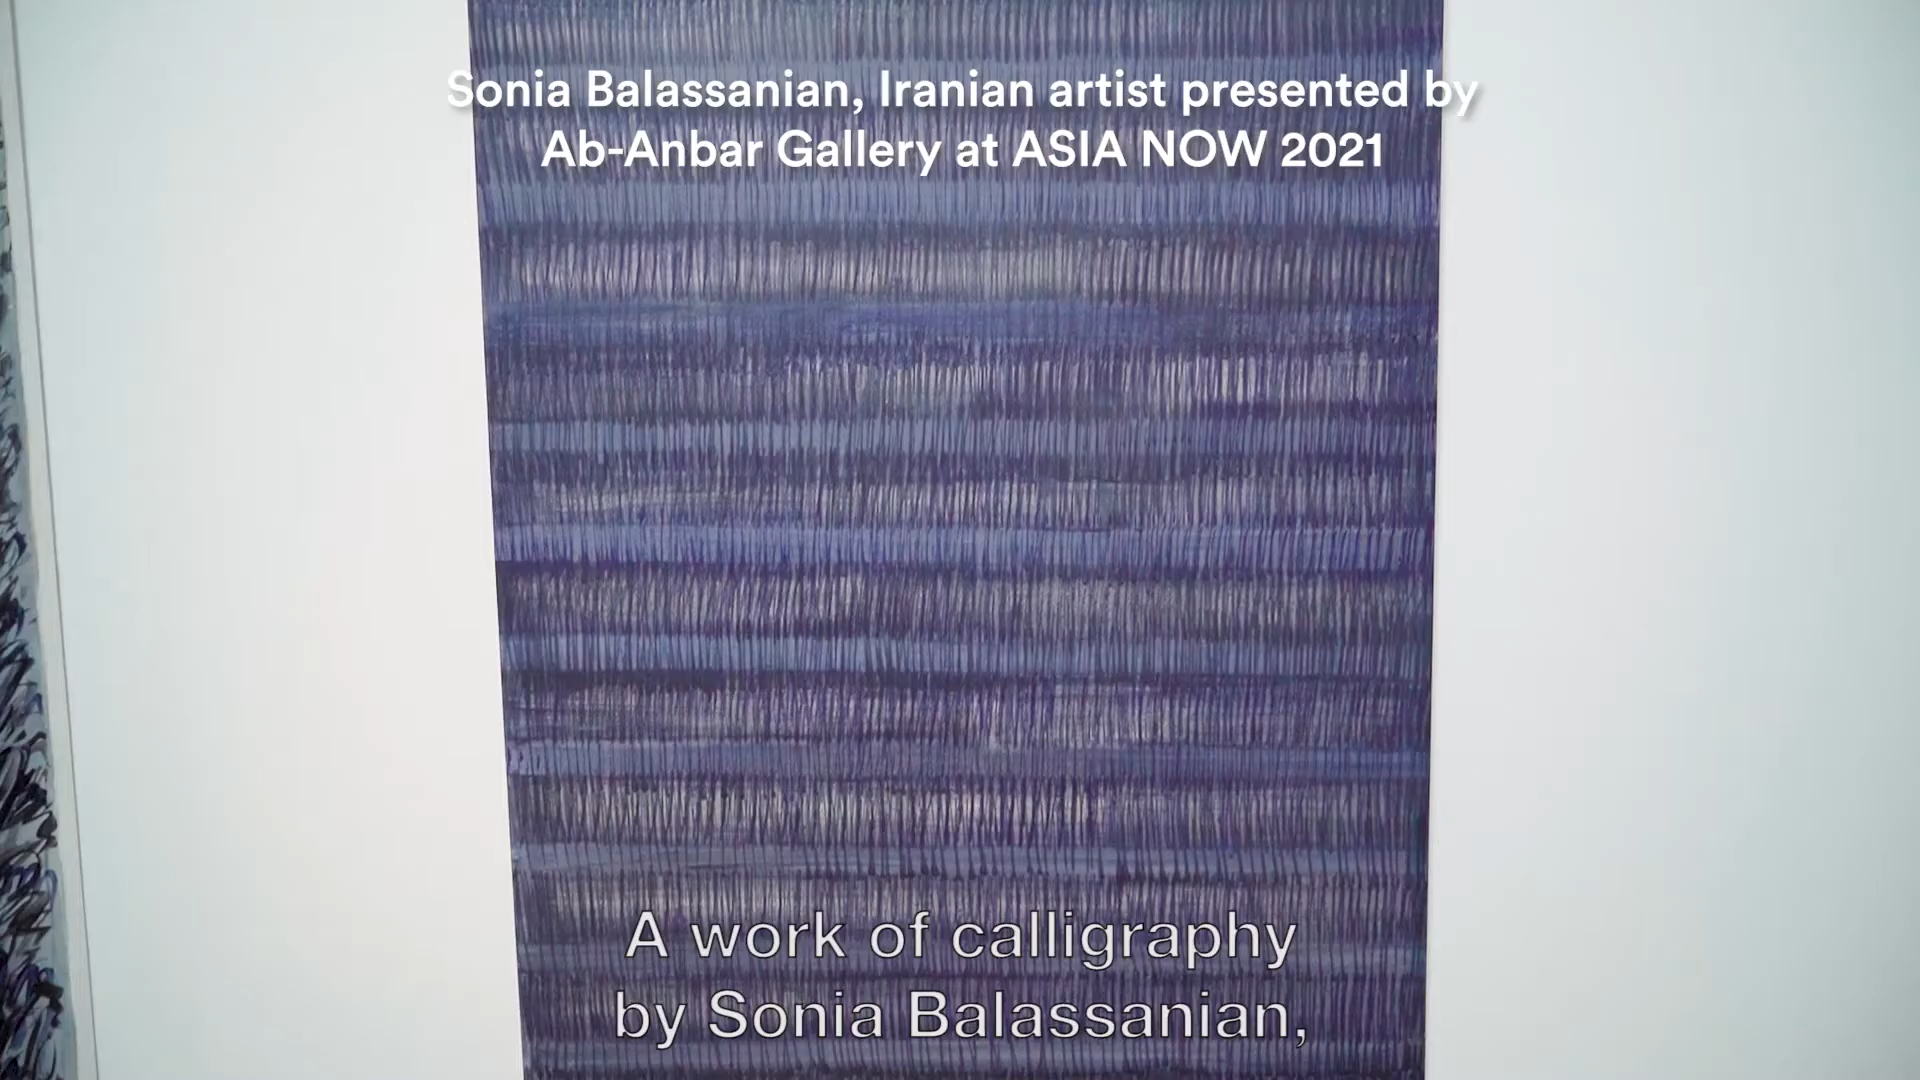 Sonia Balassanian, Iranian artist presented by
Ab-Anbar Gallery at ASIA NOW 2021
A work of calligraphy
by Sonia Balassanian,